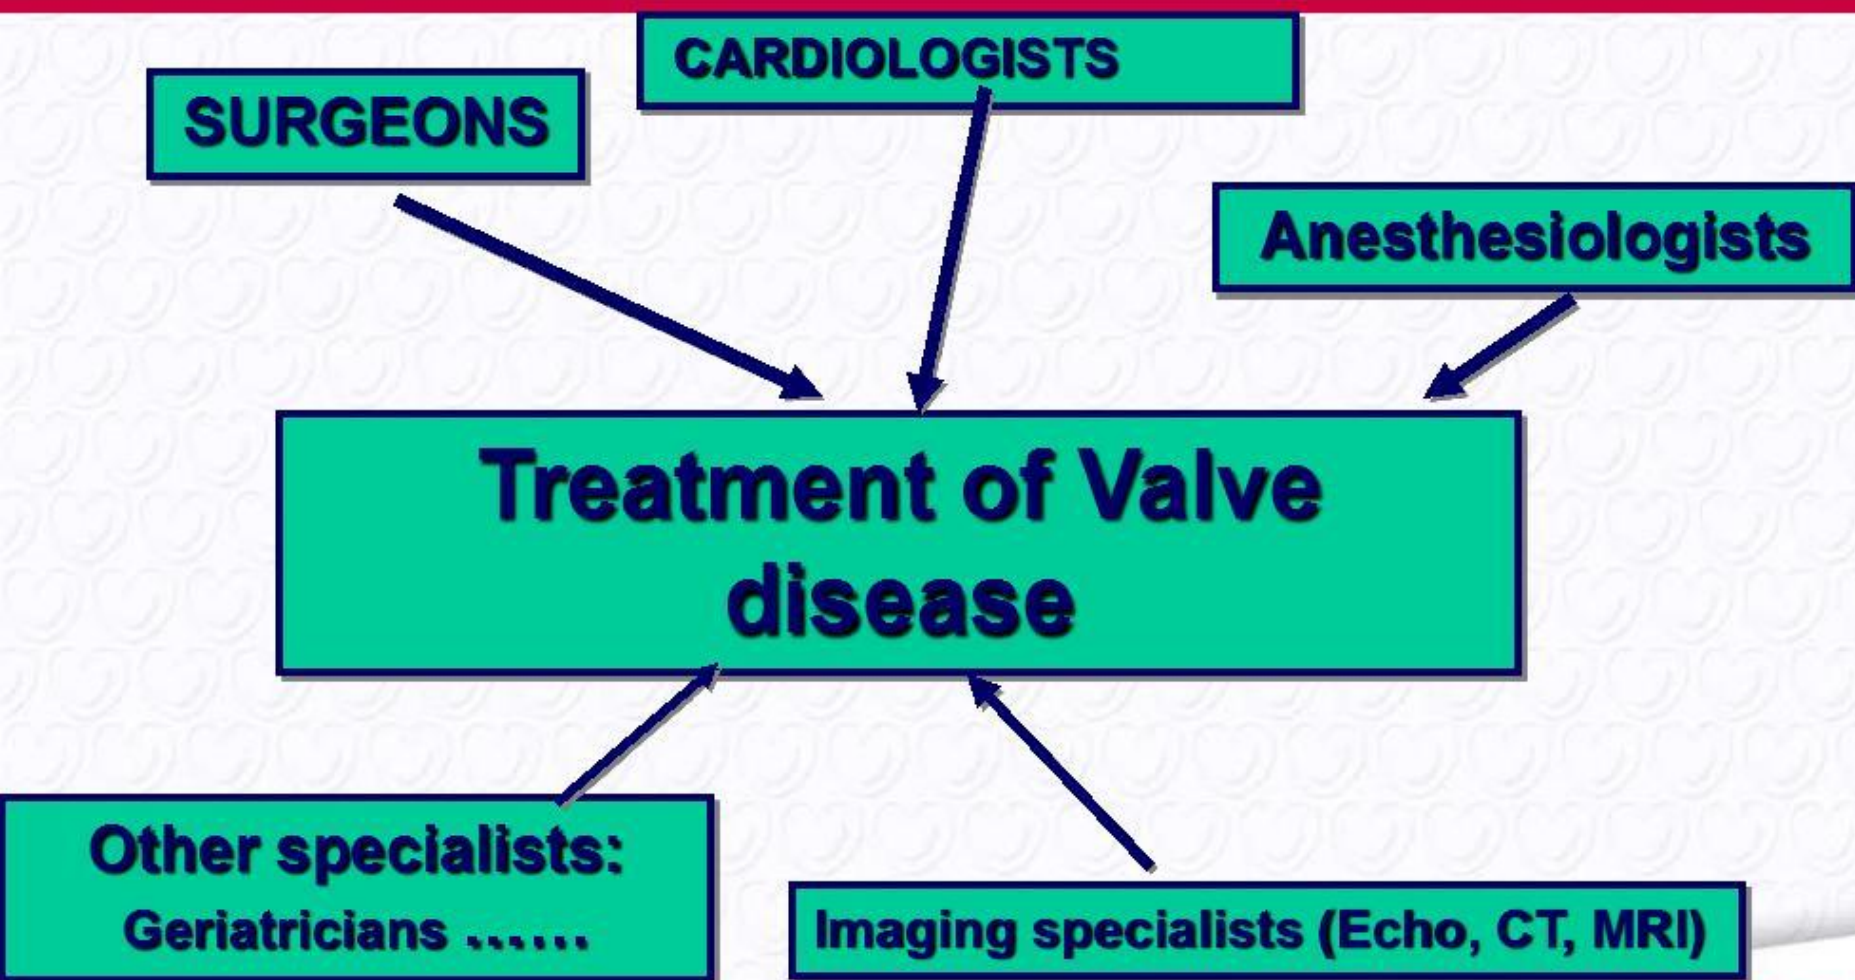 CARDIOLOGISTS
SURGEONS
Anesthesiologists
Treatment of Valve
disease
Other specialists:
Geriatricians ......
Imaging specialists (Echo, CT, MRI)